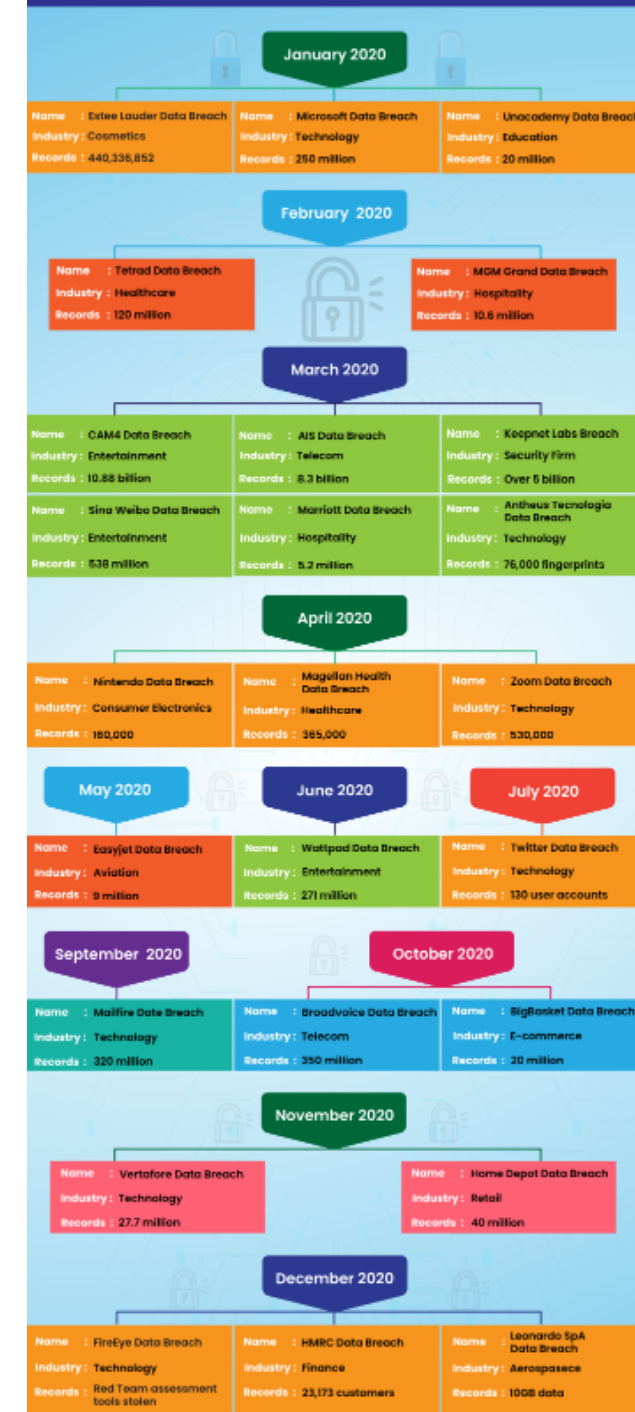 January 2020
Name : Estee Lauder Data Breach
Industry : Cosmetics
Records : 440,336,852
Name : Microsoft Data Breach
Industry : Technology
Records : 250 million
Name : Unacademy Data Breach
Industry : Education
Records : 20 million
February 2020
Name : Tetrad Data Breach
Industry : Healthcare
Records : 120 million
Name : MGM Grand Data Breach
Industry : Hospitality
Records : 10.6 million
March 2020
Name : CAM4 Data Breach
Industry : Entertainment
Records : 10.88 billion
Name : AIS Data Breach
Industry : Telecom
Records : 8.3 billion
Name : Keepnet Labs Breach
Industry : Security Firm
Records : Over 5 billion
Name : Sina Weibo Data Breach
Industry : Entertainment
Records : 538 million
Name : Marriott Data Breach
Industry : Hospitality
Records : 5.2 million
Name : Antheus Tecnologia
Data Breach
Industry : Technology
Records : 76,000 fingerprints
April 2020
Name : Nintendo Data Breach
Industry : Consumer Electronics
Records : 160,000
Name : Magellan Health
Data Breach
Industry : Healthcare
Records : 365,000
Name : Zoom Data Breach
Industry : Technology
Records : 530,000
May 2020
Name : Easyjet Data Breach
Industry : Aviation
Records : 9 million
June 2020
Name : Wattpad Data Breach
Industry : Entertainment
Records : 271 million
July 2020
Name : Twitter Data Breach
Industry : Technology
Records : 130 user accounts
September 2020
Name : Mailfire Date Breach
Industry : Technology
Records : 320 million
October 2020
Name : Broadvoice Data Breach
Industry : Telecom
Records : 350 million
Name : BigBasket Data Breach
Industry : E-commerce
Records : 20 million
November 2020
Name : Vertafore Data Breach
Industry : Technology
Records : 27.7 million
Name : Home Depot Data Breach
Industry : Retail
Records : 40 million
December 2020
Name : FireEye Data Breach
Industry : Technology
Records : Red Team assessment
tools stolen
Name : HMRC Data Breach
Industry : Finance
Records : 23,173 customers
Name : Leonardo SpA
Data Breach
Industry : Aerospasece
Records : 10GB data